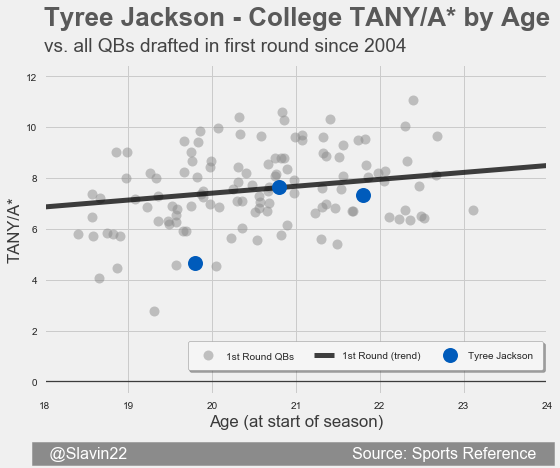 Tyree Jackson - College TANY/A* by Age
vs. all QBs drafted in first round since 2004
12
10
8
6
4
2
0
TANY/A*
1st Round QBs
1st Round (trend)
Tyree Jackson
18 19 20 21 22 23 24
Age (at start of season)
@Slavin22
Source: Sports Reference